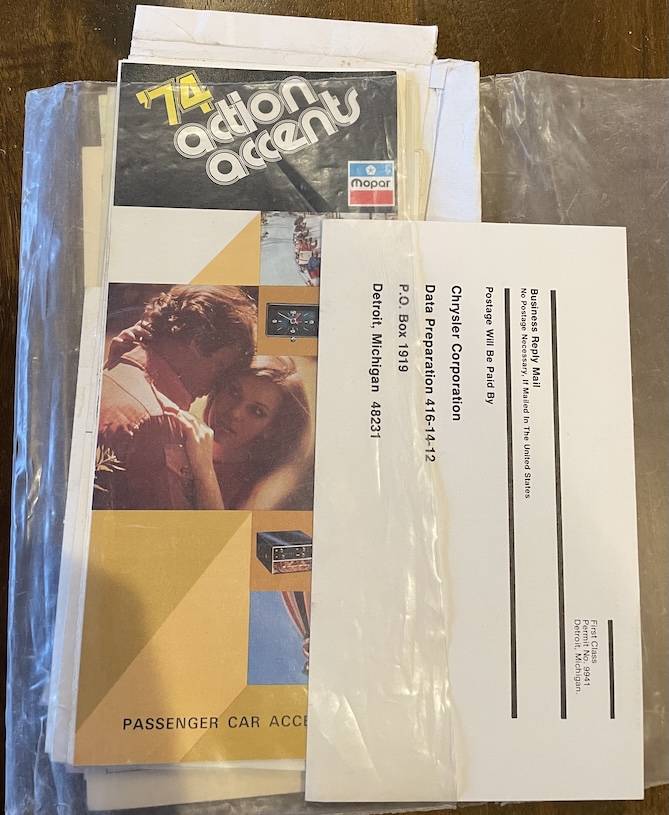 '74
action
accents
Mopar
PASSENGER CAR
First Class
Permit No. 9941
Detroit, Michigan.
Business Reply Mail
No Postage Necessary, If Mailed In The United States
Postage Will Be Paid By
Chrysler Corporation
Data Preparation 416-14-12
P.O. Box 1919
Detroit, Michigan 48231